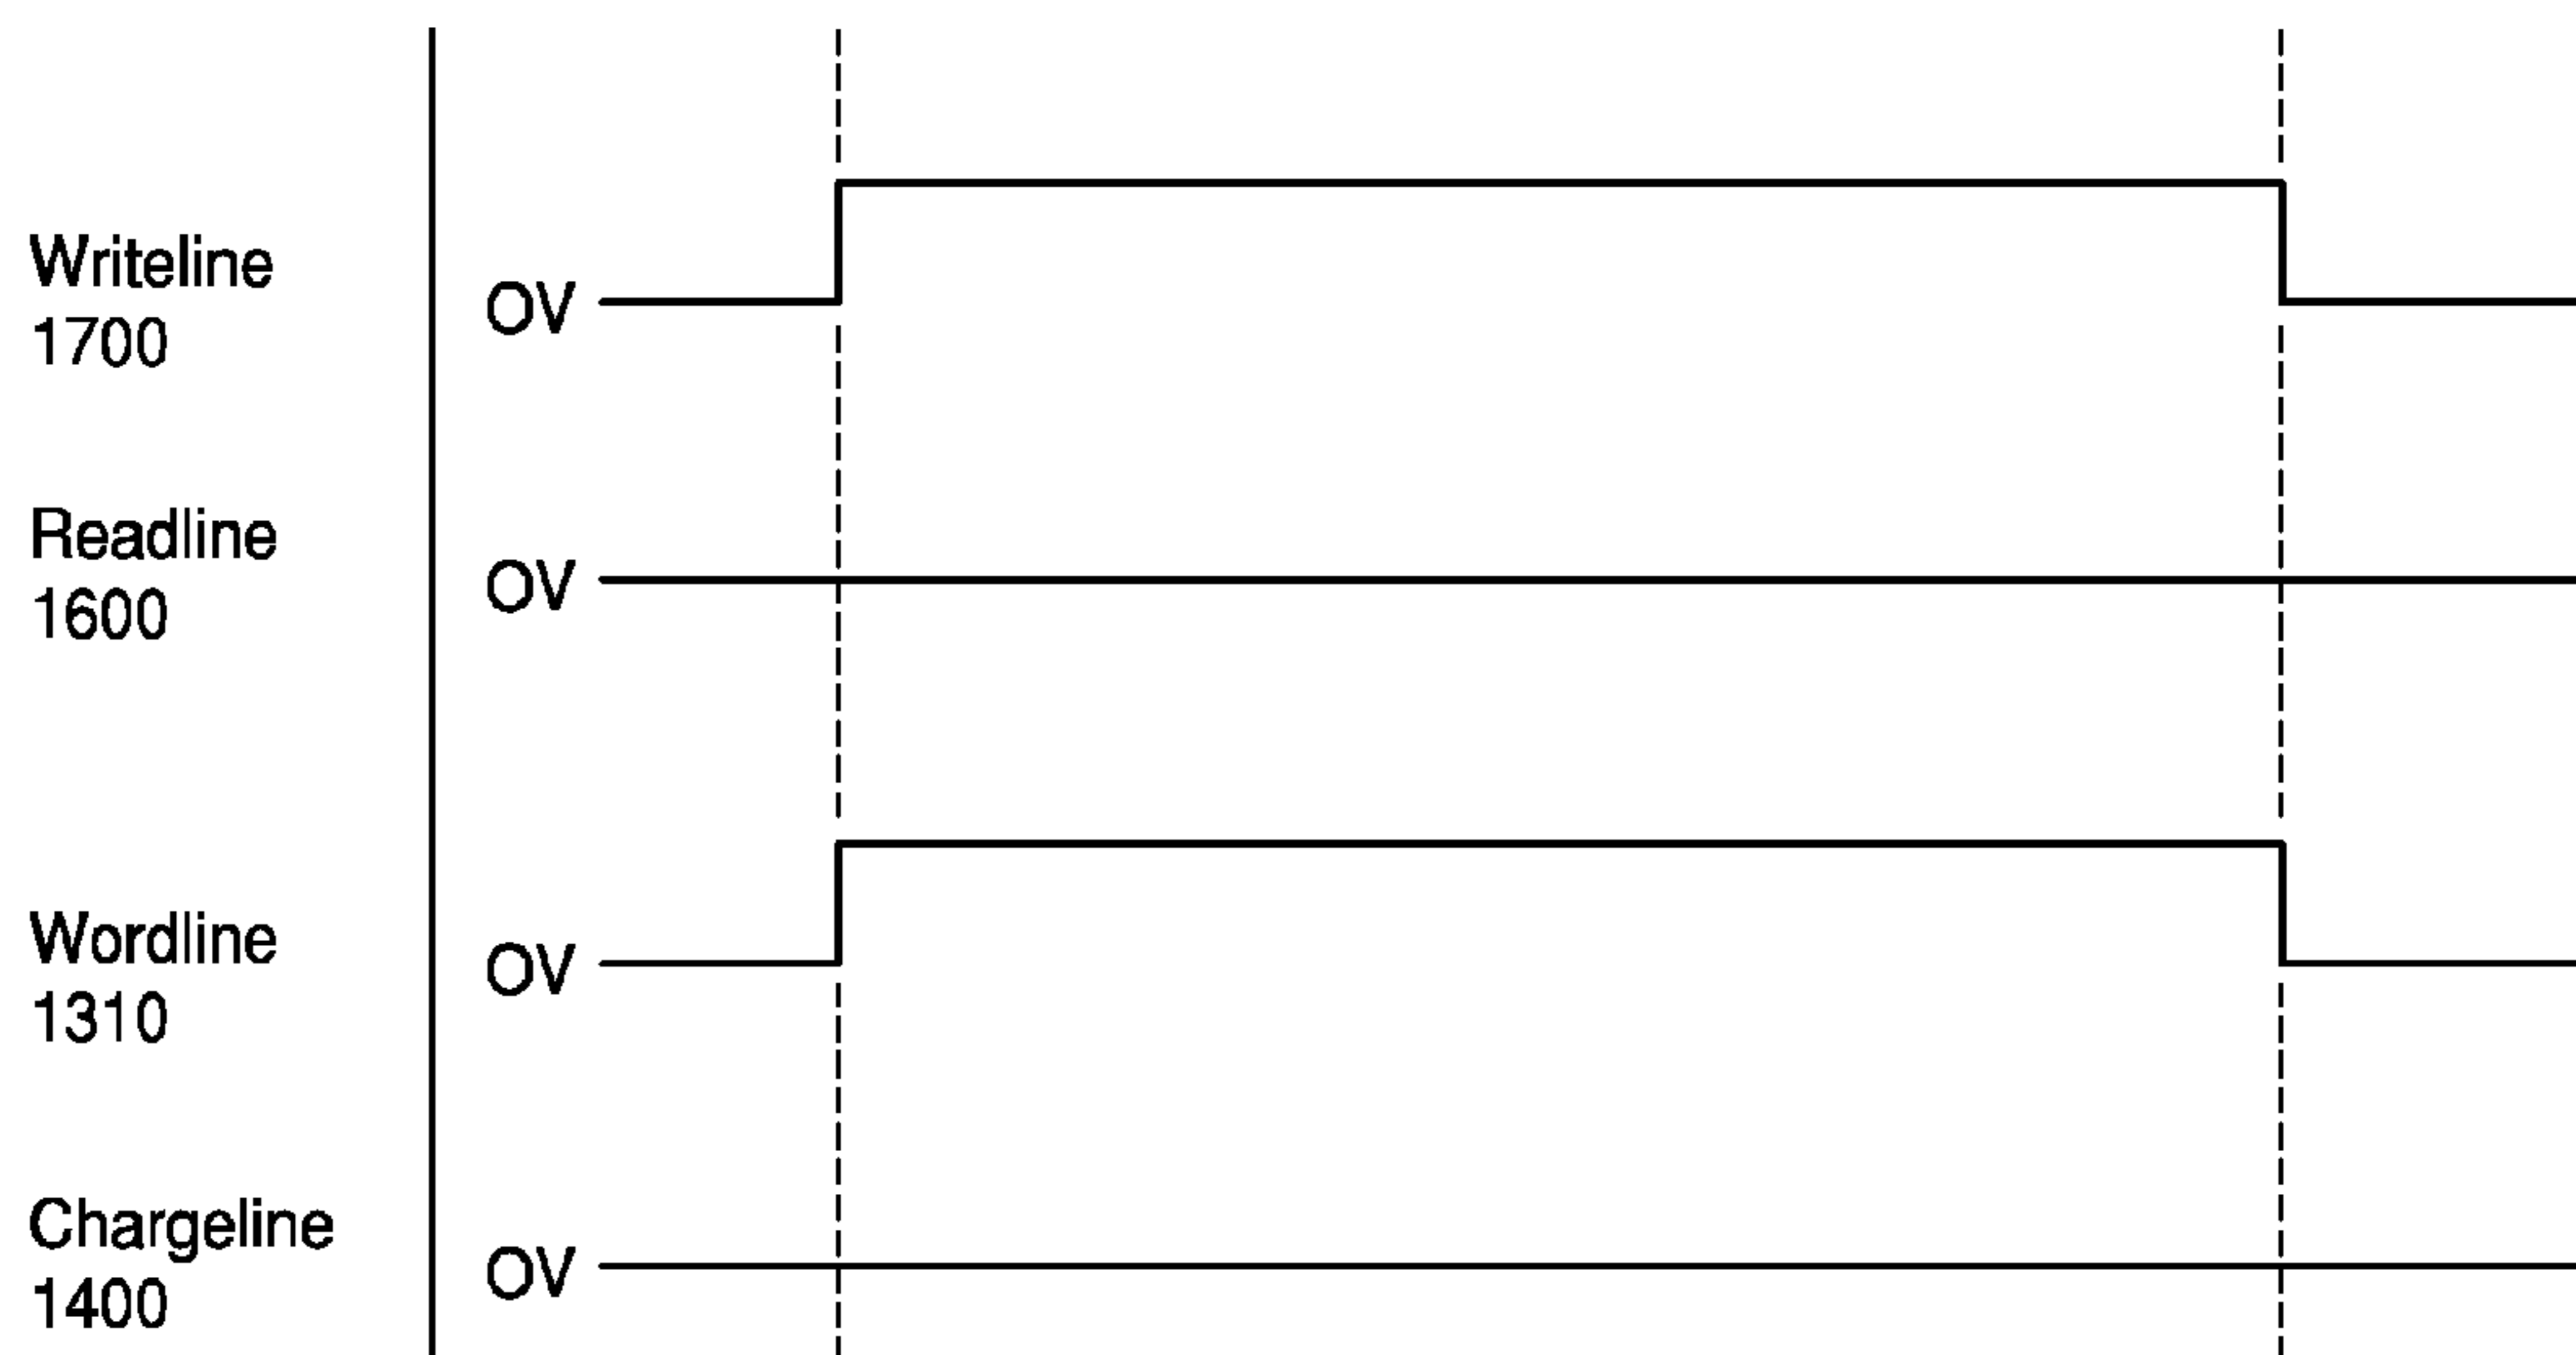 Writeline
1700
OV
Readline
1600
OV
Wordline
1310
OV
Chargeline
1400
OV